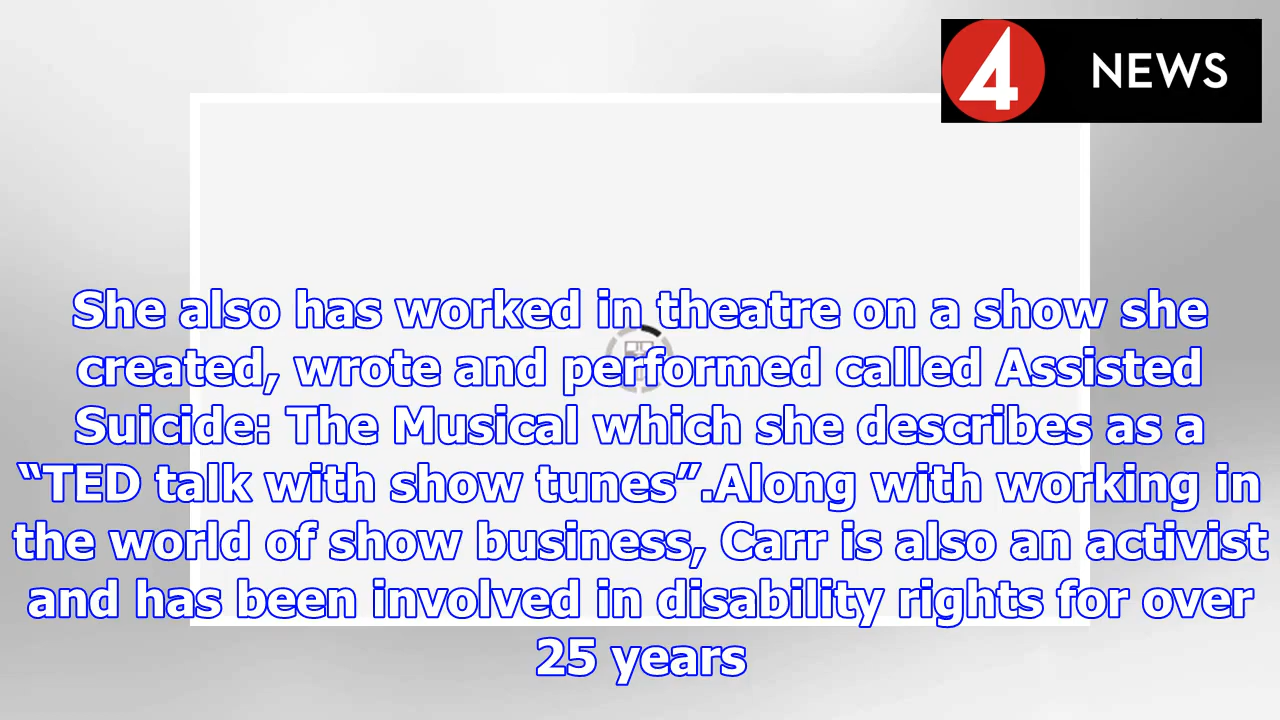 4 NEWS
She also has worked in theatre on a show she
created, wrote and performed called Assisted
Suicide: The Musical which she describes as a
“TED talk with show tunes”.Along with working in
the world of show business, Carr is also an activist
and has been involved in disability rights for over
25 years